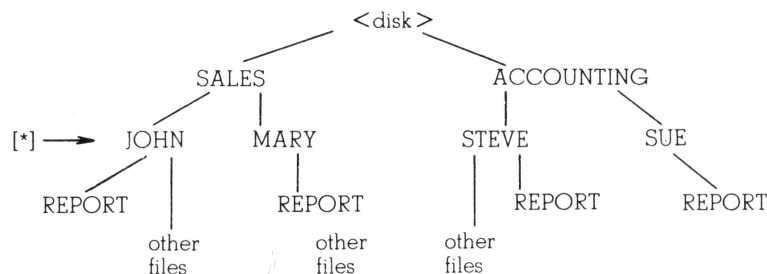 <disk>
SALES ACCOUNTING
[*] JOHN MARY STEVE SUE
REPORT REPORT REPORT REPORT
other other other
files files files